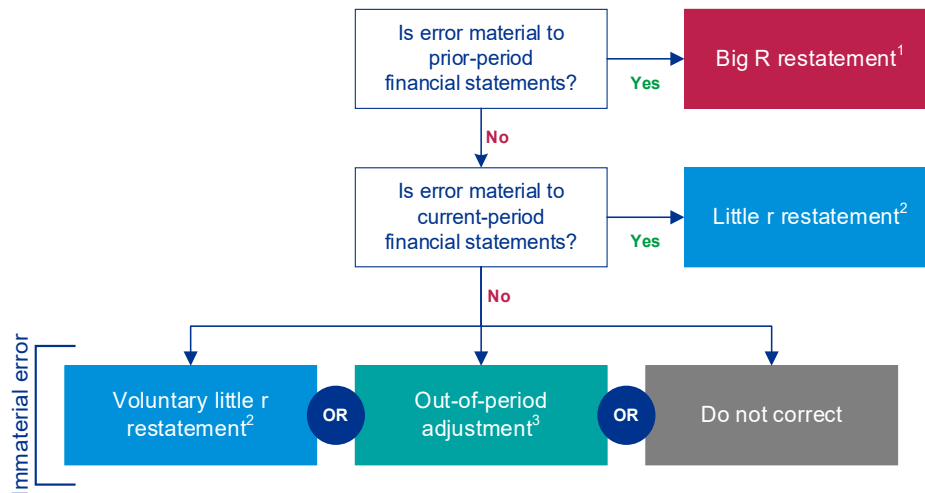 Is error material to
prior-period
financial statements?
Yes
Big R restatement¹
No
Is error material to
current-period
financial statements?
Yes
Little r restatement²
No
Immaterial error
Voluntary little r
restatement²
OR
Out-of-period
adjustment³
OR
Do not correct